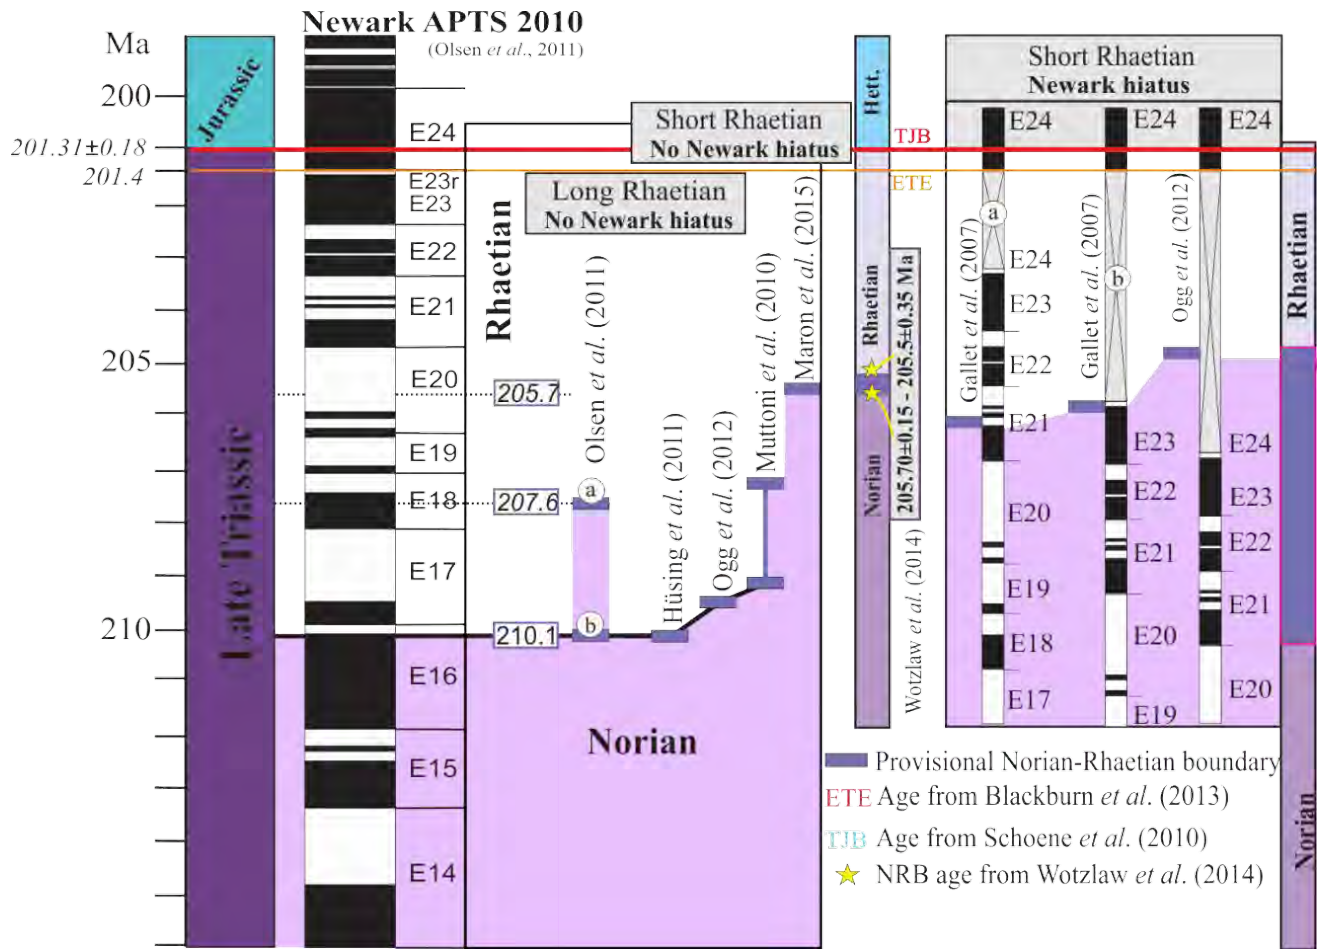 Newark APTS 2010
(Olsen et al., 2011)
Ma
200
201.31±0.18
201.4
205
210
Jurassic
Late Triassic
E24
E23r
E23
E22
E21
E20
E19
E18
E17
E16
E15
E14
Short Rhaetian
No Newark hiatus
Long Rhaetian
No Newark hiatus
Rhaetian
205.7
207.6
210.1
a
b
Olsen et al. (2011)
Hüsing et al. (2011)
Ogg et al. (2012)
Muttoni et al. (2010)
Maron et al. (2015)
Norian
Hett.
Rhaetian
Norian
TJB
ETE
205.70±0.15 - 205.5±0.35 Ma
Wotzlaw et al. (2014)
Short Rhaetian
Newark hiatus
E24
a
E24
E23
E22
E21
E20
E19
E18
E17
Gallet et al. (2007)
E24
b
E23
E22
E21
E20
E19
Gallet et al. (2007)
E24
E24
E23
E22
E21
E20
Ogg et al. (2012)
Rhaetian
Norian
Provisional Norian-Rhaetian boundary
ETE Age from Blackburn et al. (2013)
TJB Age from Schoene et al. (2010)
NRB age from Wotzlaw et al. (2014)